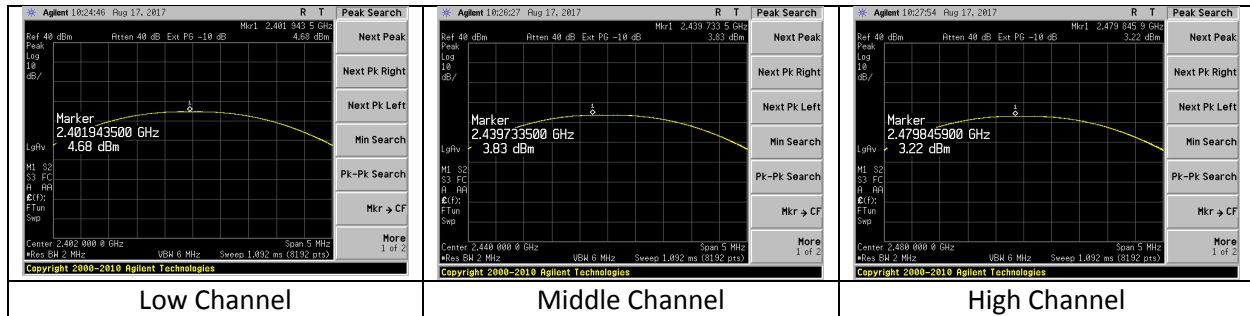 Agilent 10:24:46 Aug 17, 2017 R T Peak Search
Mkr1 2.401 943 5 GHz
Ref 40 dBm Atten 40 dB Ext PG -10 dB 4.68 dBm
Peak
Log
10
dB/
1
Marker
2.401943500 GHz
4.68 dBm
LgAv
M1 S2
S3 FC
A AA
£(f):
FTun
Swp
Center 2.402 000 0 GHz Span 5 MHz
*Res BW 2 MHz VBW 6 MHz Sweep 1.092 ms (8192 pts)
Copyright 2000-2010 Agilent Technologies
Next Peak
Next Pk Right
Next Pk Left
Min Search
Pk-Pk Search
Mkr → CF
More
1 of 2
Low Channel
Agilent 10:26:27 Aug 17, 2017 R T Peak Search
Mkr1 2.439 733 5 GHz
Ref 40 dBm Atten 40 dB Ext PG -10 dB 3.83 dBm
Peak
Log
10
dB/
1
Marker
2.439733500 GHz
3.83 dBm
LgAv
M1 S2
S3 FC
A AA
£(f):
FTun
Swp
Center 2.440 000 0 GHz Span 5 MHz
*Res BW 2 MHz VBW 6 MHz Sweep 1.092 ms (8192 pts)
Copyright 2000-2010 Agilent Technologies
Next Peak
Next Pk Right
Next Pk Left
Min Search
Pk-Pk Search
Mkr → CF
More
1 of 2
Middle Channel
Agilent 10:27:54 Aug 17, 2017 R T Peak Search
Mkr1 2.479 845 9 GHz
Ref 40 dBm Atten 40 dB Ext PG -10 dB 3.22 dBm
Peak
Log
10
dB/
1
Marker
2.479845900 GHz
3.22 dBm
LgAv
M1 S2
S3 FC
A AA
£(f):
FTun
Swp
Center 2.480 000 0 GHz Span 5 MHz
*Res BW 2 MHz VBW 6 MHz Sweep 1.092 ms (8192 pts)
Copyright 2000-2010 Agilent Technologies
Next Peak
Next Pk Right
Next Pk Left
Min Search
Pk-Pk Search
Mkr → CF
More
1 of 2
High Channel